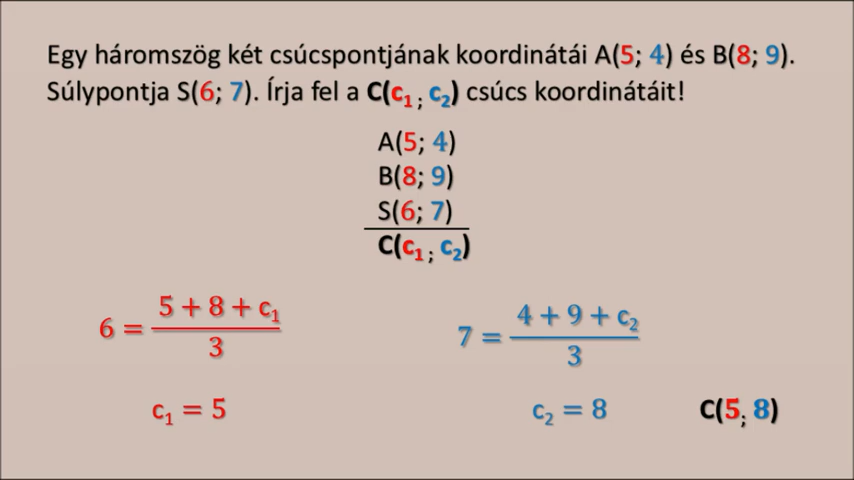 Egy háromszög két csúcspontjának koordinátái A(5; 4) és B(8; 9).
Súlypontja S(6; 7). Írja fel a C(c₁ ; c₂) csúcs koordinátáit!
A(5; 4)
B(8; 9)
S(6; 7)
C(c₁ ; c₂)
6 = (5 + 8 + c₁)/3
7 = (4 + 9 + c₂)/3
c₁ = 5
c₂ = 8
C(5; 8)